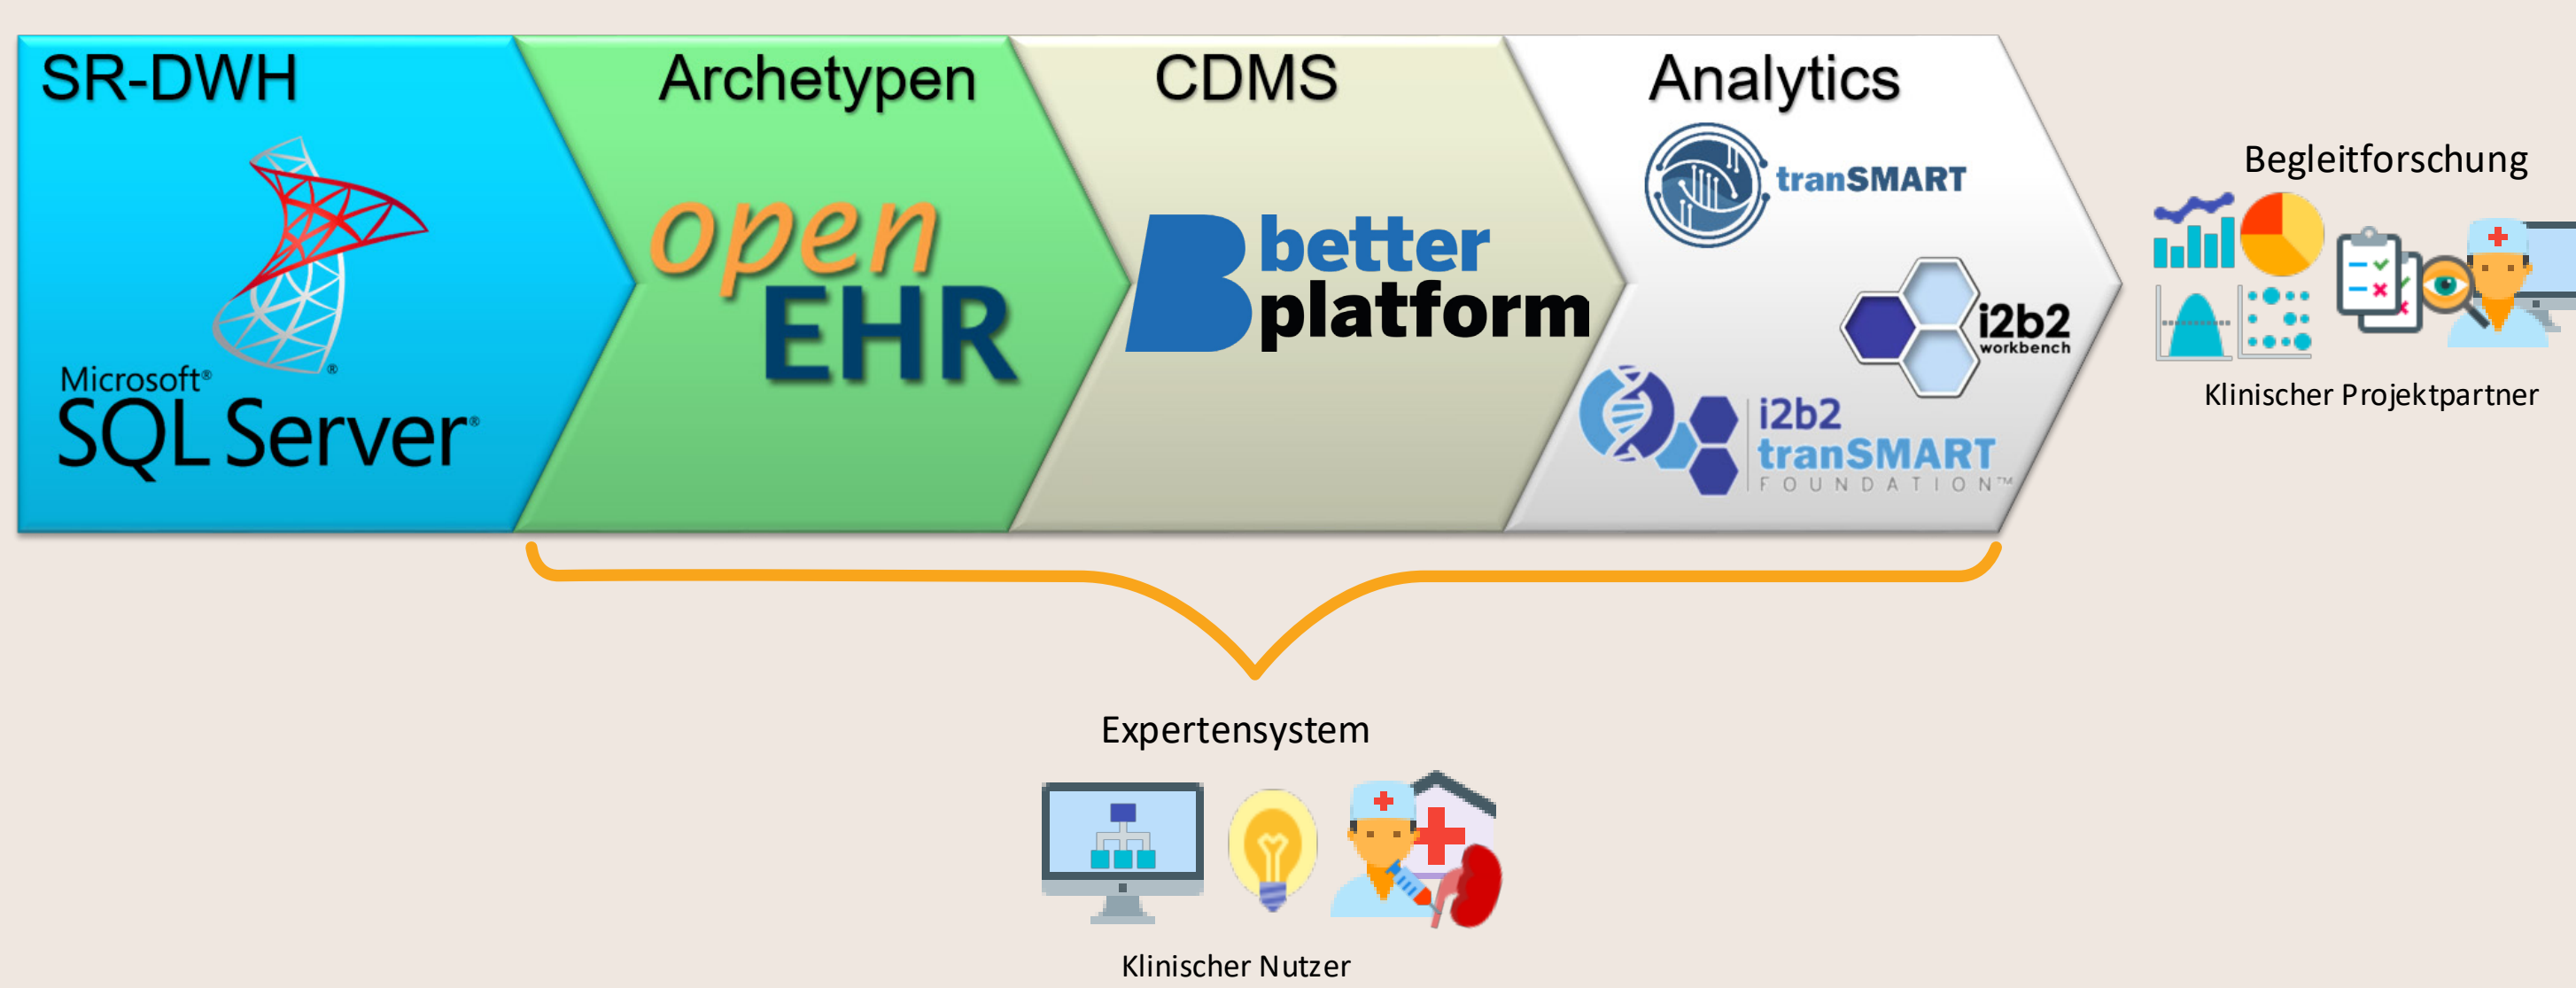 SR-DWH
Microsoft®
SQL Server®
®
Archetypen
open
EHR
CDMS
better
platform
Analytics
tranSMART
i2b2
workbench
i2b2
tranSMART
FOUNDATION™
Begleitforschung
Klinischer Projektpartner
Expertensystem
Klinischer Nutzer